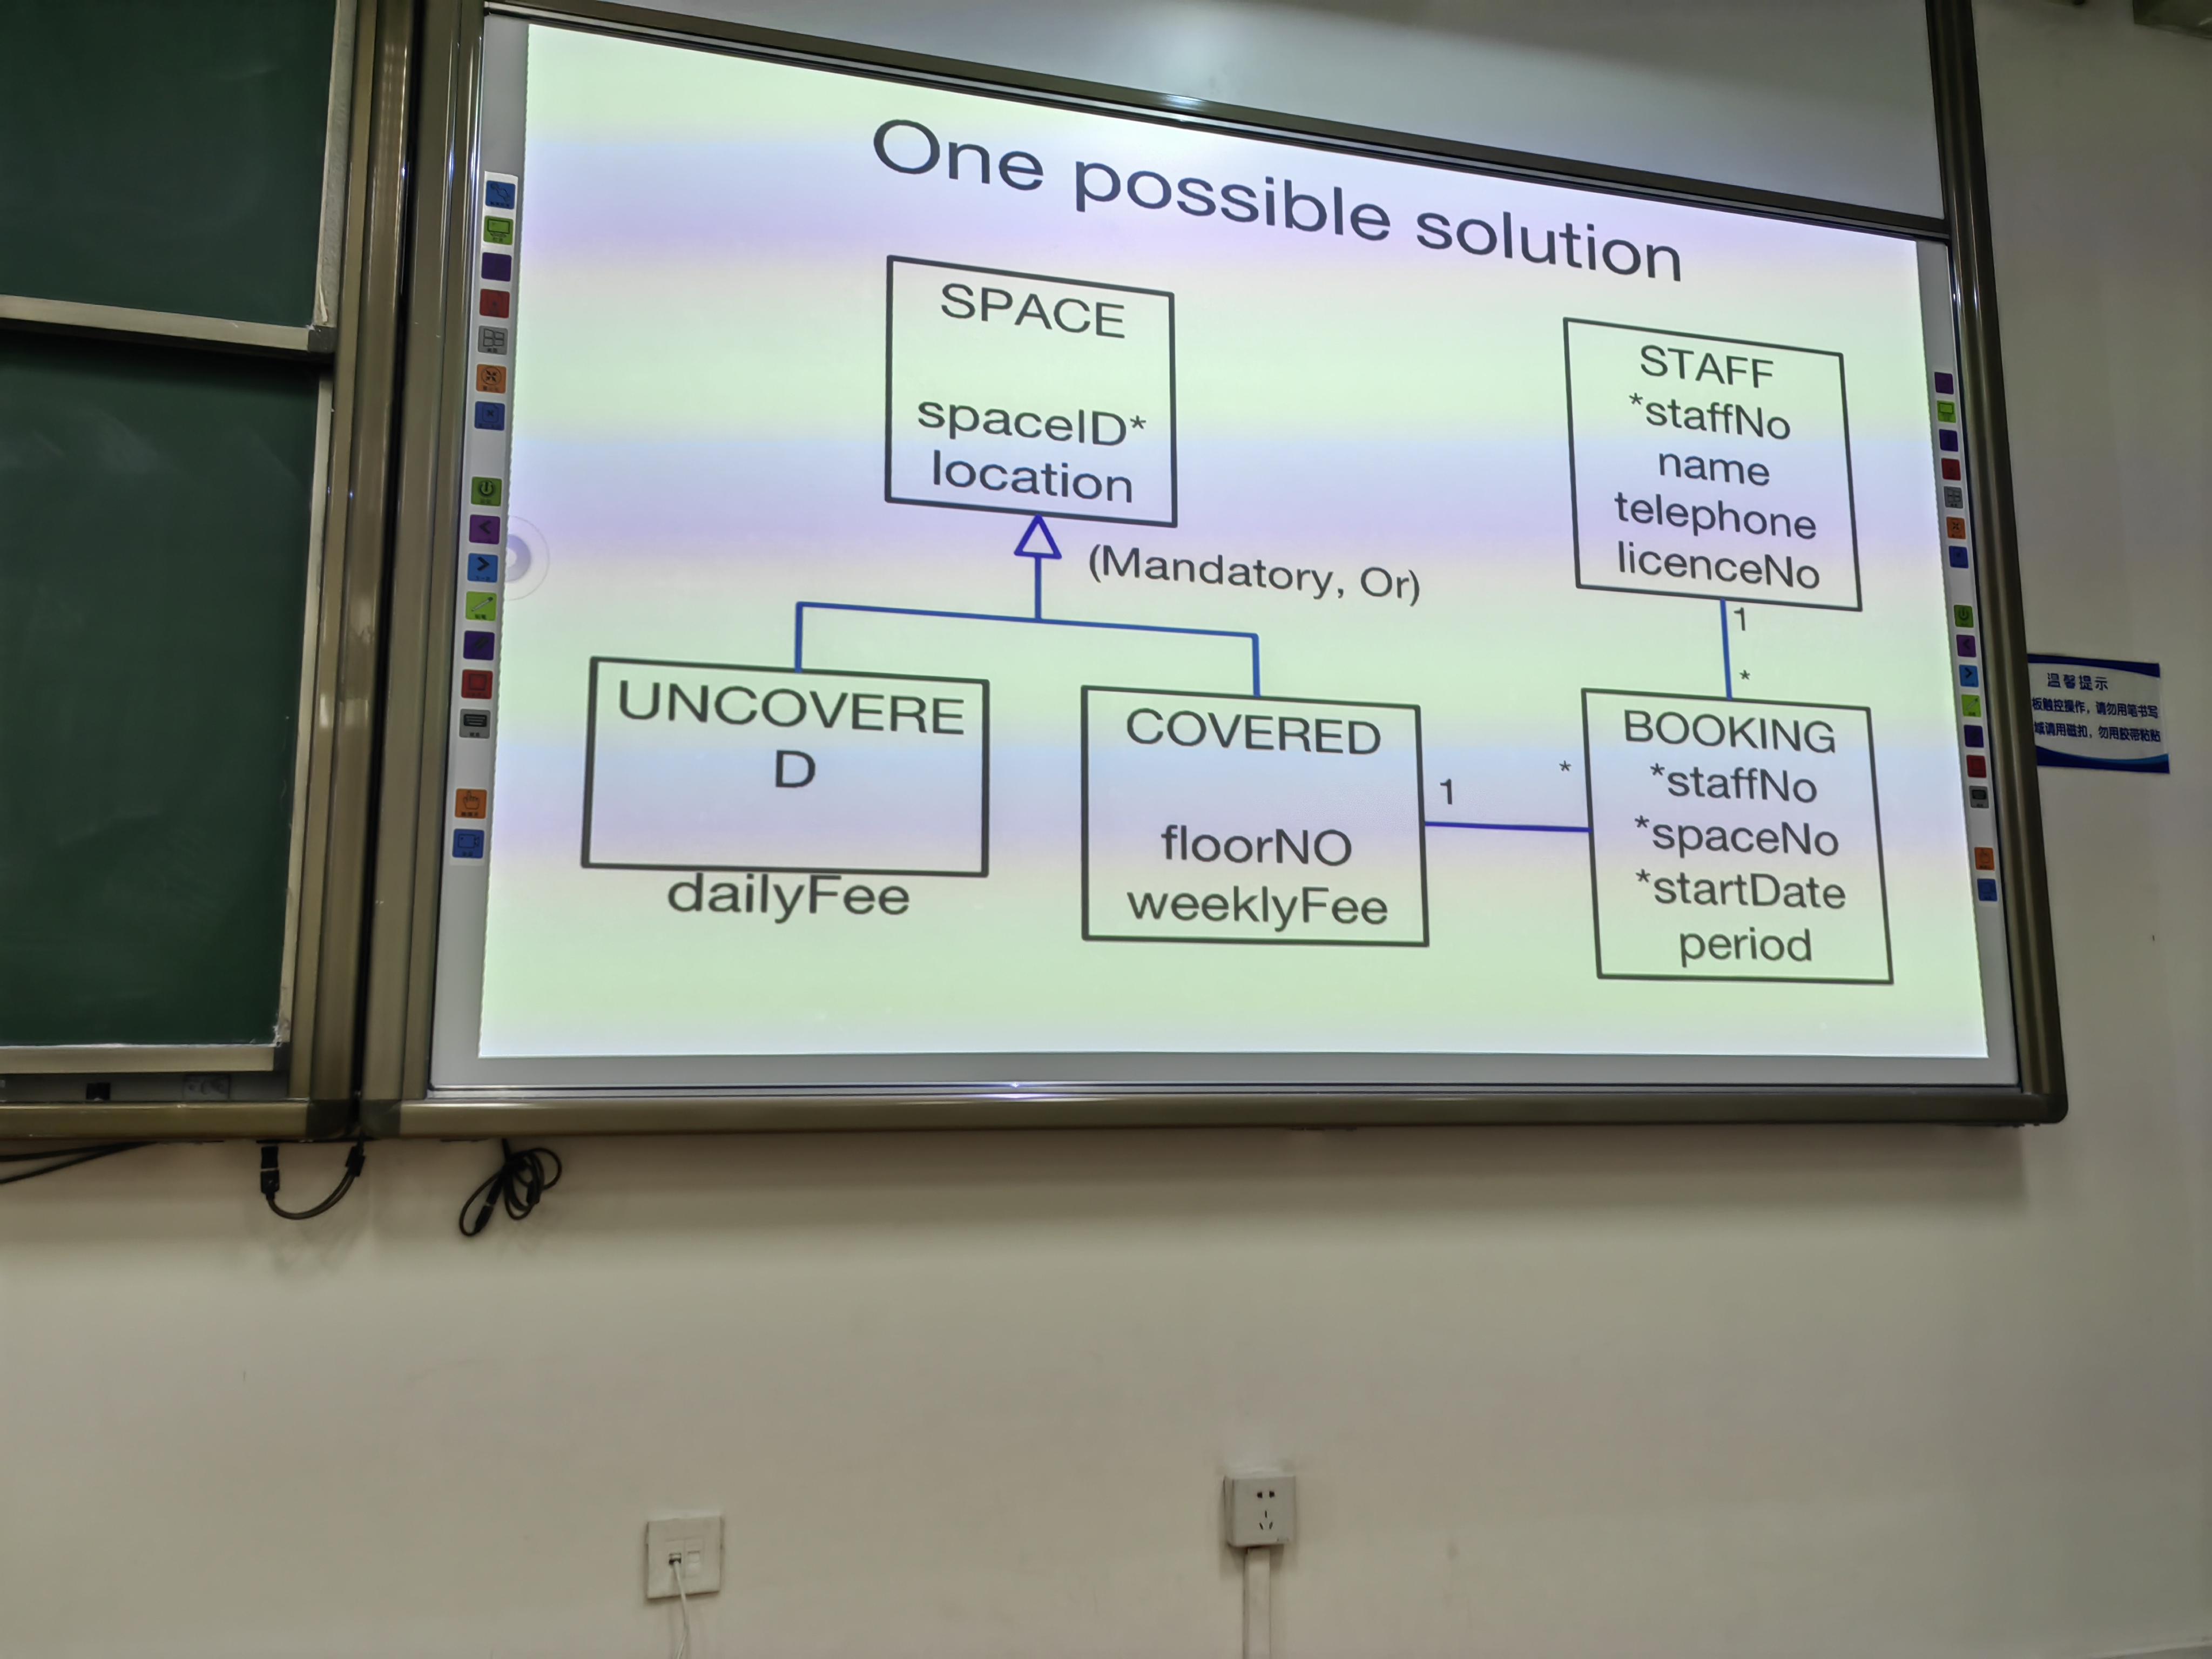 One possible solution
SPACE
spaceID*
location
(Mandatory, Or)
STAFF
*staffNo
name
telephone
licenceNo
1
*
UNCOVERE
D
dailyFee
COVERED
floorNO
weeklyFee
1
*
BOOKING
*staffNo
*spaceNo
*startDate
period
温馨提示
板触控操作，请勿用笔书写
域请用磁扣，勿用胶带粘贴